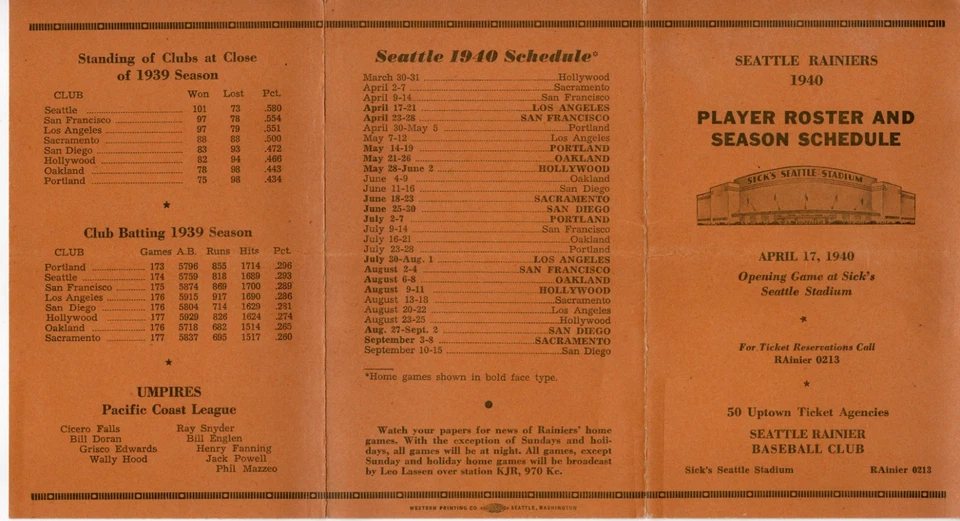 Standing of Clubs at Close
of 1939 Season
CLUB Won Lost Pct.
Seattle 101 73 .580
San Francisco 97 78 .554
Los Angeles 97 79 .551
Sacramento 88 88 .500
San Diego 83 93 .472
Hollywood 82 94 .466
Oakland 78 98 .443
Portland 75 98 .434
Club Batting 1939 Season
CLUB Games A.B. Runs Hits Pct.
Portland 173 5796 855 1714 .296
Seattle 174 5759 818 1689 .293
San Francisco 175 5874 869 1700 .289
Los Angeles 176 5915 917 1690 .286
San Diego 176 5804 714 1629 .281
Hollywood 177 5929 826 1624 .274
Oakland 176 5718 682 1514 .265
Sacramento 177 5837 695 1517 .260
UMPIRES
Pacific Coast League
Cicero Falls Ray Snyder
Bill Doran Bill Englen
Grisco Edwards Henry Fanning
Wally Hood Jack Powell
Phil Mazzeo
Seattle 1940 Schedule*
March 30-31 Hollywood
April 2-7 Sacramento
April 9-14 San Francisco
April 17-21 LOS ANGELES
April 23-28 SAN FRANCISCO
April 30-May 5 Portland
May 7-12 Los Angeles
May 14-19 PORTLAND
May 21-26 OAKLAND
May 28-June 2 HOLLYWOOD
June 4-9 Oakland
June 11-16 San Diego
June 18-23 SACRAMENTO
June 25-30 SAN DIEGO
July 2-7 PORTLAND
July 9-14 San Francisco
July 16-21 Oakland
July 23-28 Portland
July 30-Aug. 1 LOS ANGELES
August 2-4 SAN FRANCISCO
August 6-8 OAKLAND
August 9-11 HOLLYWOOD
August 13-18 Sacramento
August 20-22 Los Angeles
August 23-25 Hollywood
Aug. 27-Sept. 2 SAN DIEGO
September 3-8 SACRAMENTO
September 10-15 San Diego
*Home games shown in bold face type.
Watch your papers for news of Rainiers' home
games. With the exception of Sundays and holi-
days, all games will be at night. All games, except
Sunday and holiday home games will be broadcast
by Leo Lassen over station KJR, 970 Kc.
WESTERN PRINTING CO. SEATTLE, WASHINGTON
SEATTLE RAINIERS
1940
PLAYER ROSTER AND
SEASON SCHEDULE
SICK'S SEATTLE STADIUM
APRIL 17, 1940
Opening Game at Sick's
Seattle Stadium
For Ticket Reservations Call
RAinier 0213
50 Uptown Ticket Agencies
SEATTLE RAINIER
BASEBALL CLUB
Sick's Seattle Stadium RAinier 0213